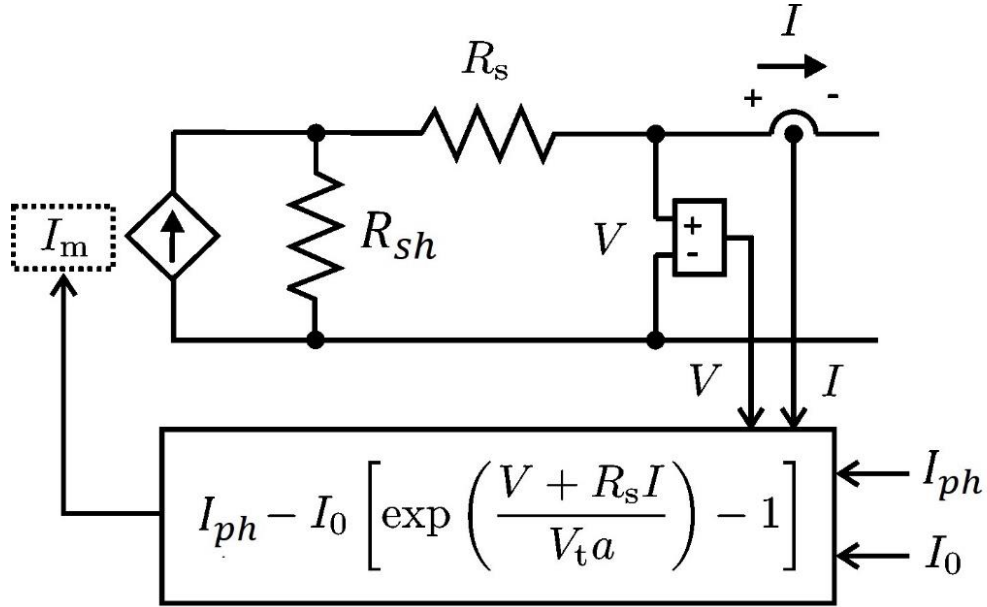 I
R_s
+ -
I_m
R_sh
V
+
-
V
I
I_ph − I_0 [exp ((V + R_s I) / (V_t a)) − 1]
I_ph
I_0